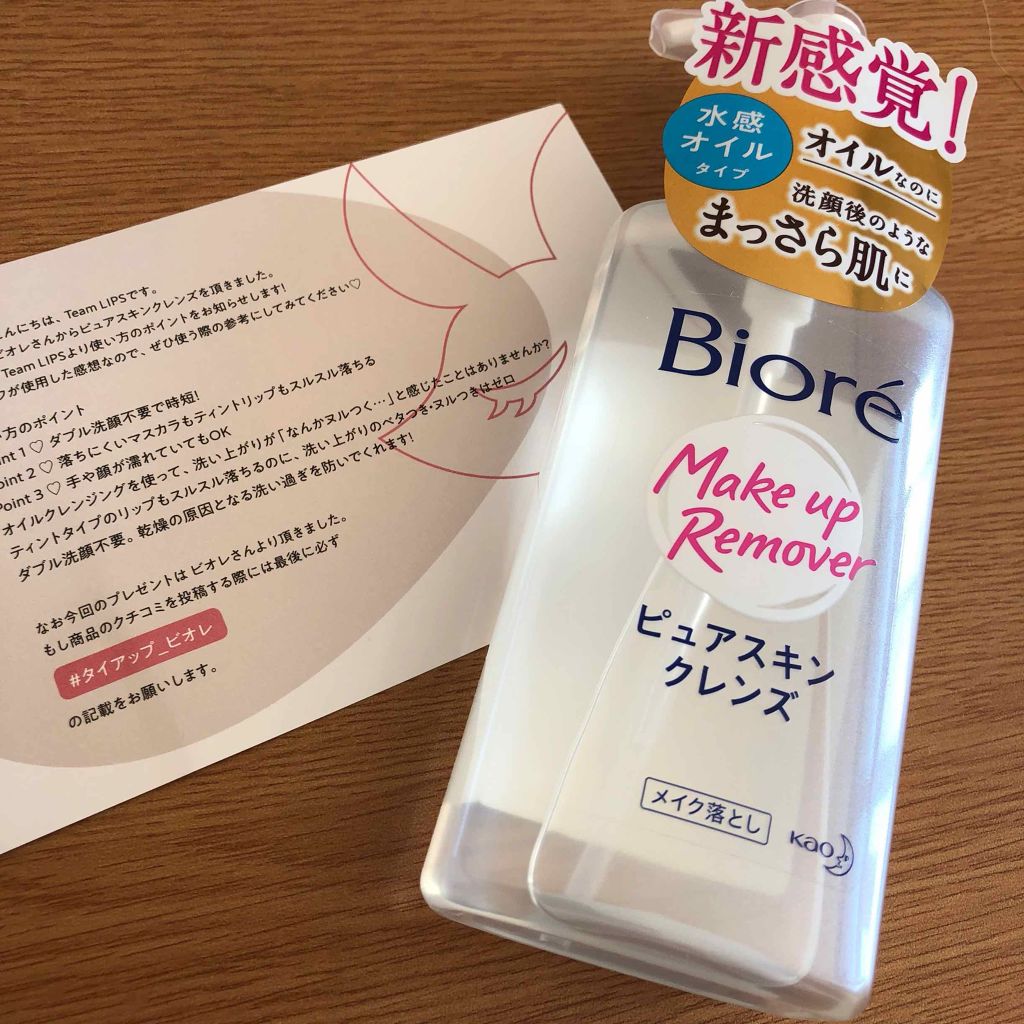 んにちは、Team LIPSです。
ビオレさんからピュアスキンクレンズを頂きました。
Team LIPSより使い方のポイントをお知らせします!
が使用した感想なので、ぜひ使う際の参考にしてみてください♡
方のポイント
int 1 ♡ ダブル洗顔不要で時短!
oint 2 ♡ 落ちにくいマスカラもティントリップもスルスル落ちる
Point 3 ♡ 手や顔が濡れていてもOK
オイルクレンジングを使って、洗い上がりが「なんかヌルつく…」と感じたことはありませんか?
ティントタイプのリップもスルスル落ちるのに、洗い上がりのベタつき・ヌルつきはゼロ
ダブル洗顔不要。乾燥の原因となる洗い過ぎを防いでくれます!
なお今回のプレゼントは ビオレさんより頂きました。
もし商品のクチコミを投稿する際には最後に必ず
#タイアップ_ビオレ
の記載をお願いします。
新感覚!
水感
オイル
タイプ
オイルなのに
洗顔後のような
まっさら肌に
Bioré
Make up
Remover
ピュアスキン
クレンズ
メイク落とし
Kao